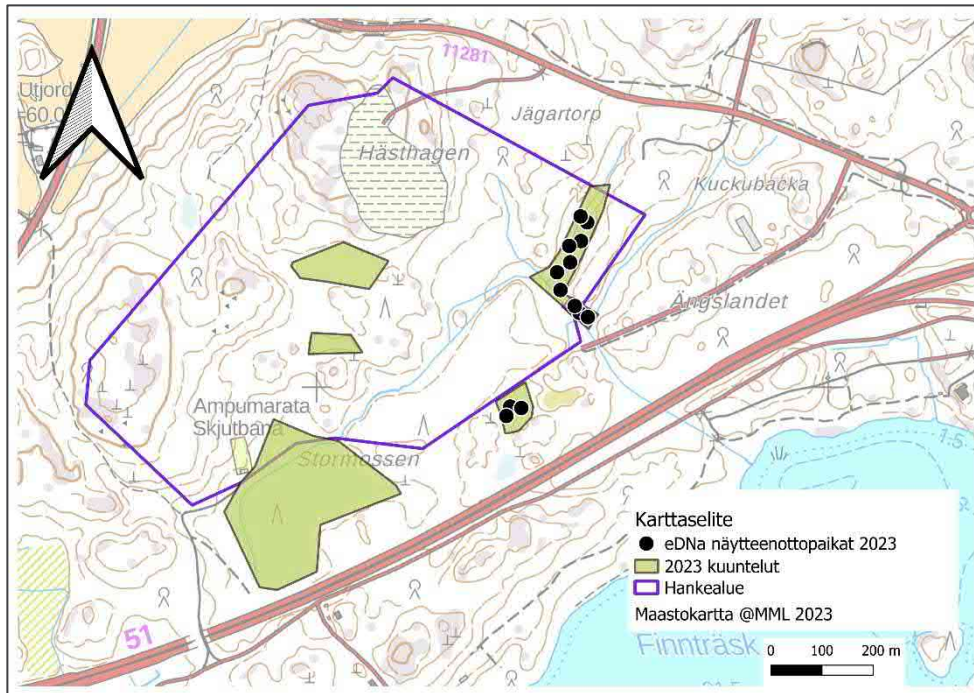 11281
Utjord
60.0
Jägartorp
Hästhagen
Kuckubacka
Ängslandet
Ampumarata
Skjutbana
Stormossen
1.5
51
Karttaselite
eDNa näytteenottopaikat 2023
2023 kuuntelut
Hankealue
Maastokartta @MML 2023
Finnträsk
0 100 200 m